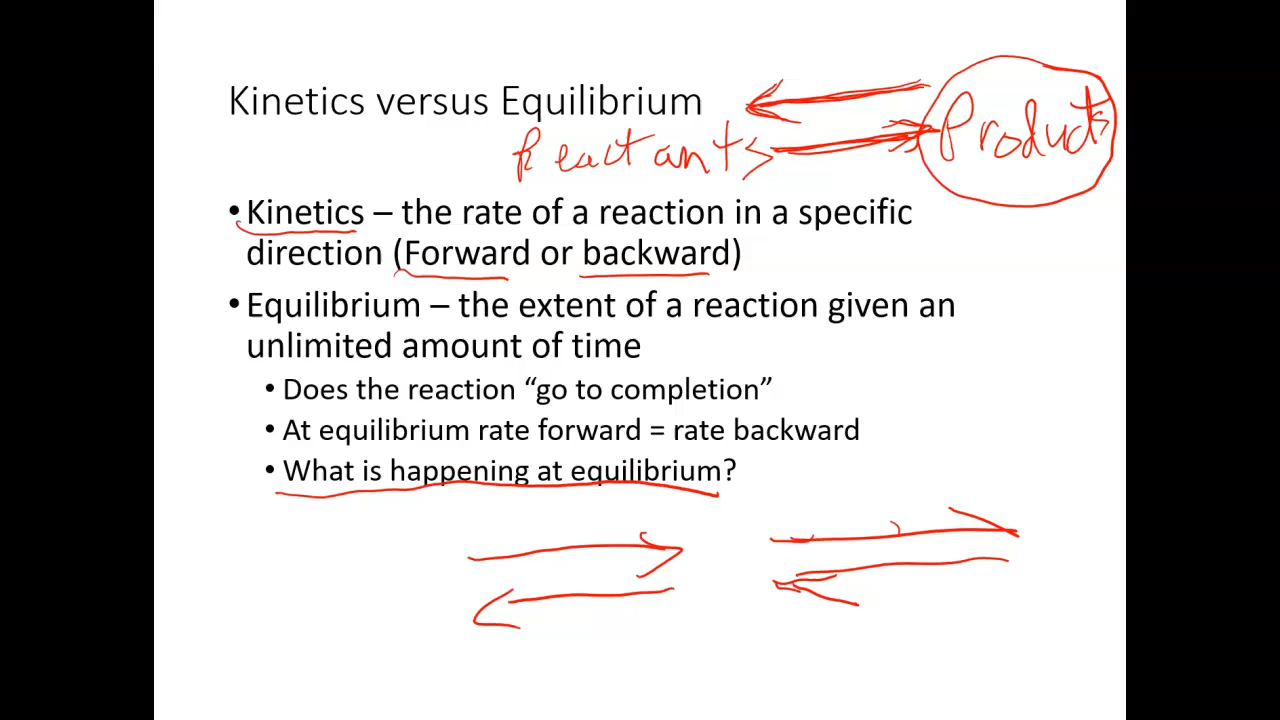 Kinetics versus Equilibrium
Reactants Products
• Kinetics – the rate of a reaction in a specific
direction (Forward or backward)
• Equilibrium – the extent of a reaction given an
unlimited amount of time
• Does the reaction “go to completion”
• At equilibrium rate forward = rate backward
• What is happening at equilibrium?